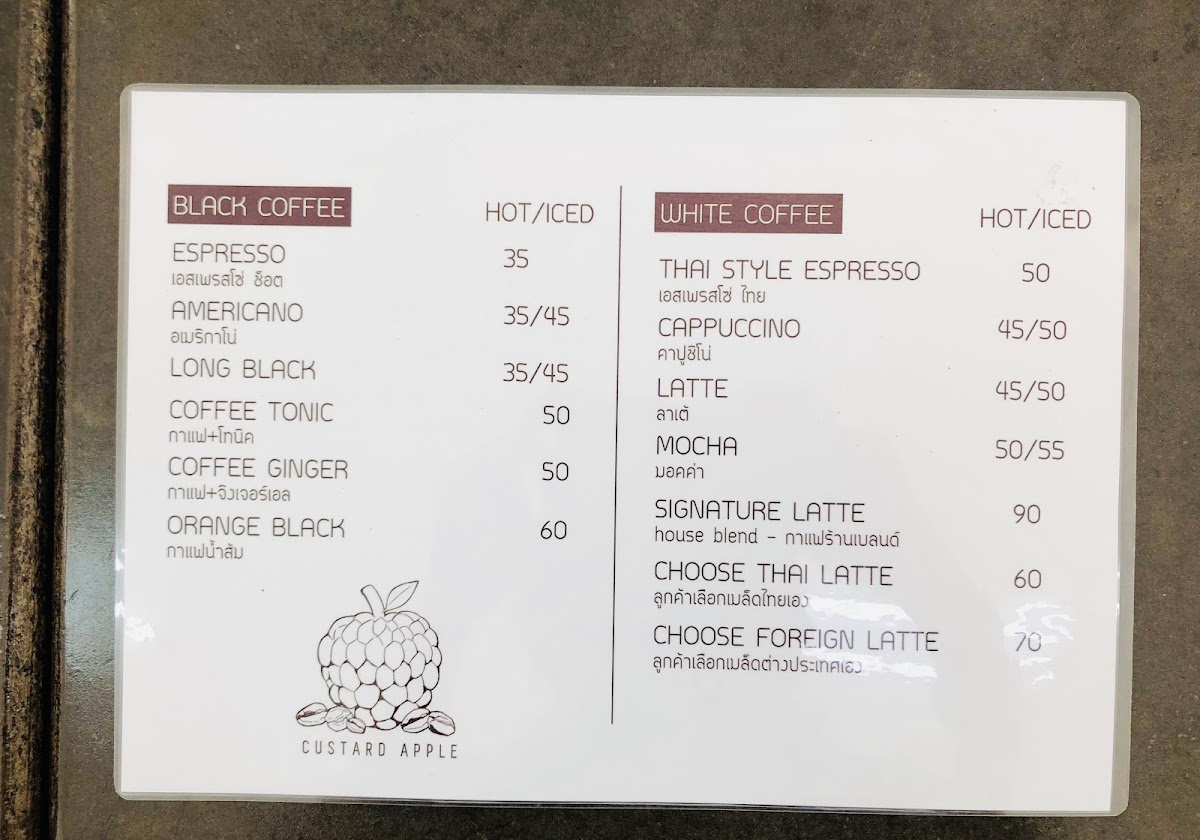 BLACK COFFEE HOT/ICED
ESPRESSO 35
เอสเพรสโซ่ ช็อต
AMERICANO 35/45
อเมริกาโน่
LONG BLACK 35/45
COFFEE TONIC 50
กาแฟ+โทนิค
COFFEE GINGER 50
กาแฟ+จิงเจอร์เอล
ORANGE BLACK 60
กาแฟน้ำส้ม
CUSTARD APPLE
WHITE COFFEE HOT/ICED
THAI STYLE ESPRESSO 50
เอสเพรสโซ่ ไทย
CAPPUCCINO 45/50
คาปูชิโน่
LATTE 45/50
ลาเต้
MOCHA 50/55
มอคค่า
SIGNATURE LATTE 90
house blend - กาแฟร้านเบลนด์
CHOOSE THAI LATTE 60
ลูกค้าเลือกเมล็ดไทยเอง
CHOOSE FOREIGN LATTE 70
ลูกค้าเลือกเมล็ดต่างประเทศเอง